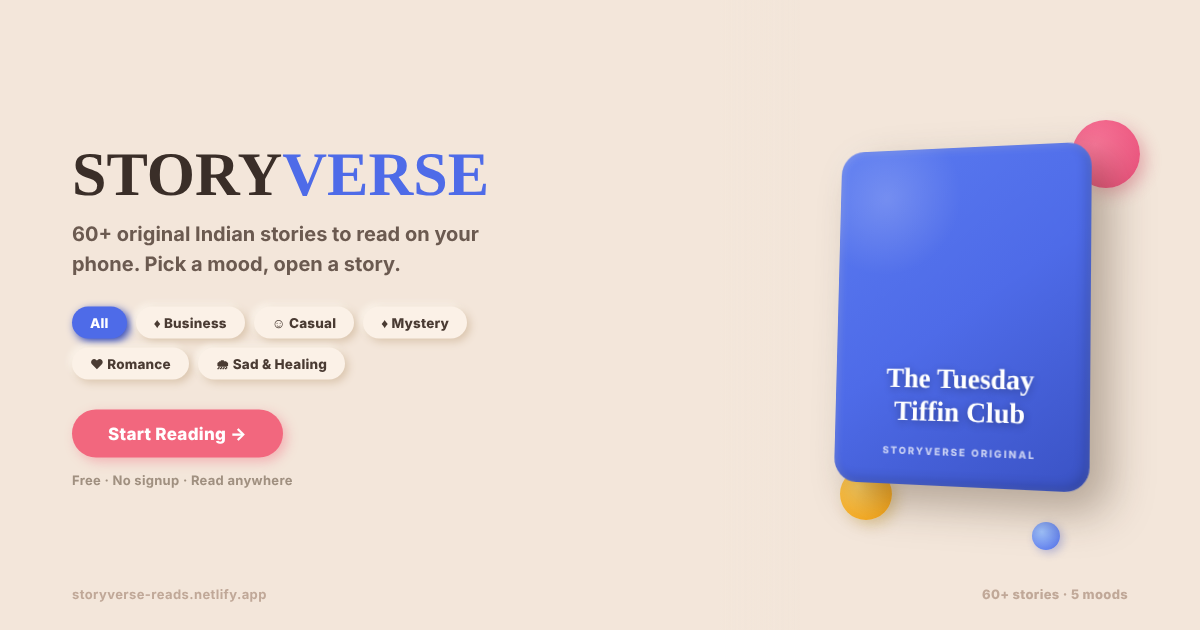 STORYVERSE
60+ original Indian stories to read on your
phone. Pick a mood, open a story.
All
♦ Business
☺ Casual
♦ Mystery
♥ Romance
🌧 Sad & Healing
Start Reading →
Free · No signup · Read anywhere
The Tuesday
Tiffin Club
STORYVERSE ORIGINAL
storyverse-reads.netlify.app
60+ stories · 5 moods